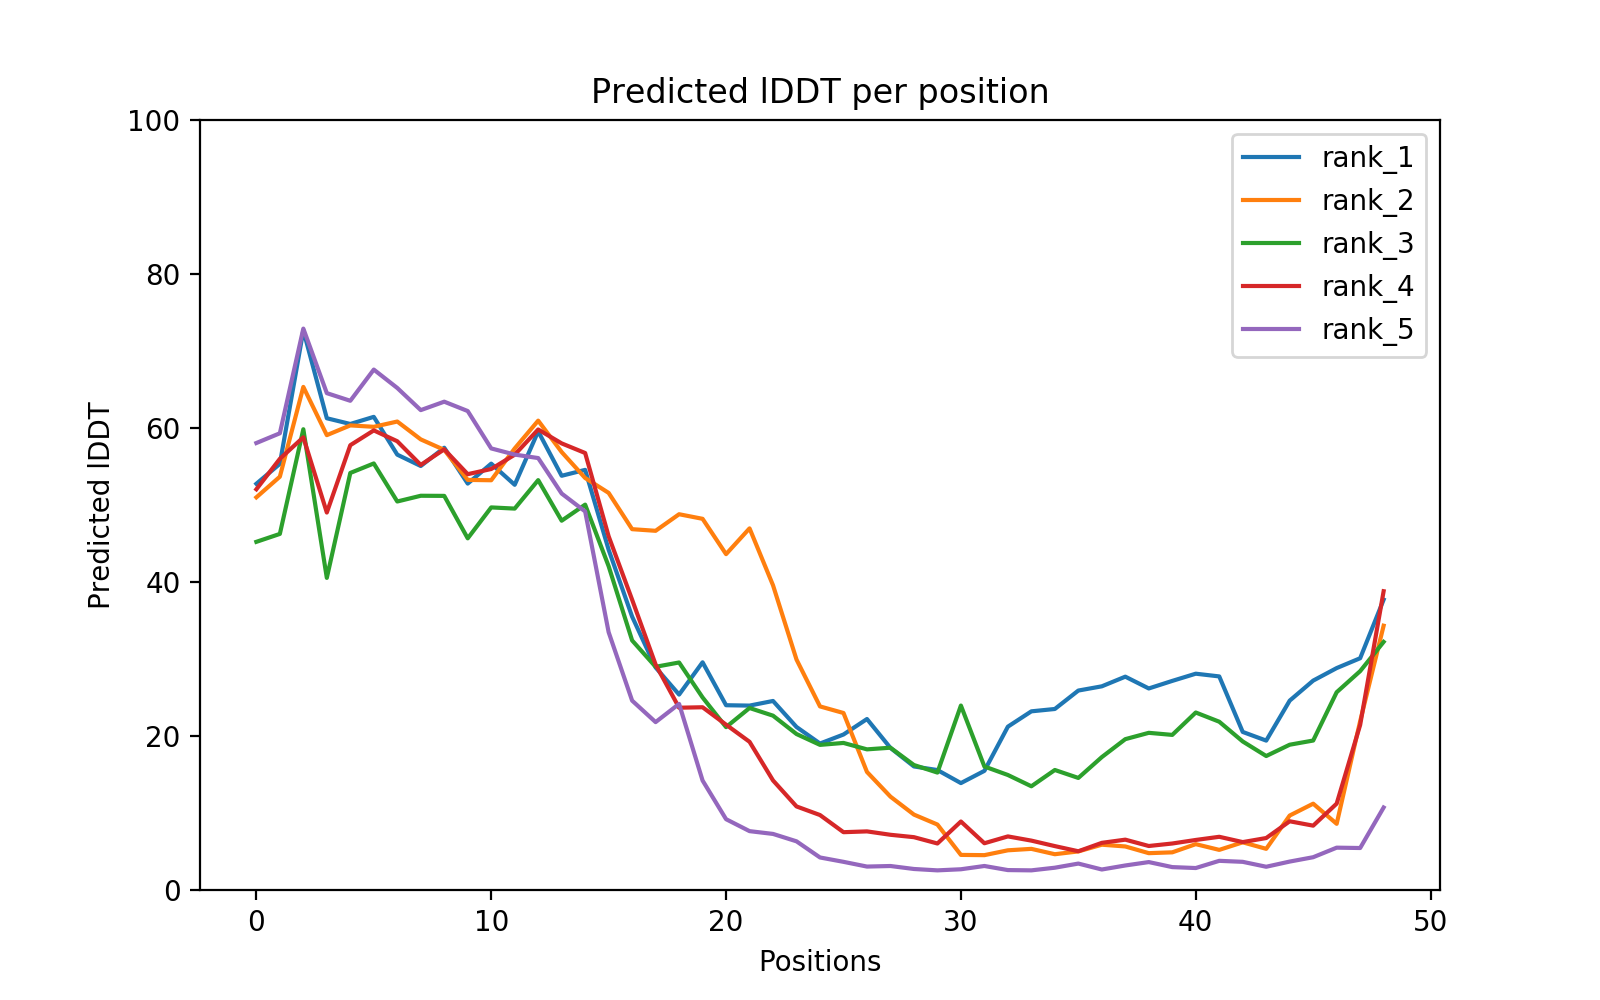 Predicted lDDT per position
100
80
60
40
20
0
Predicted lDDT
rank_1
rank_2
rank_3
rank_4
rank_5
0 10 20 30 40 50
Positions